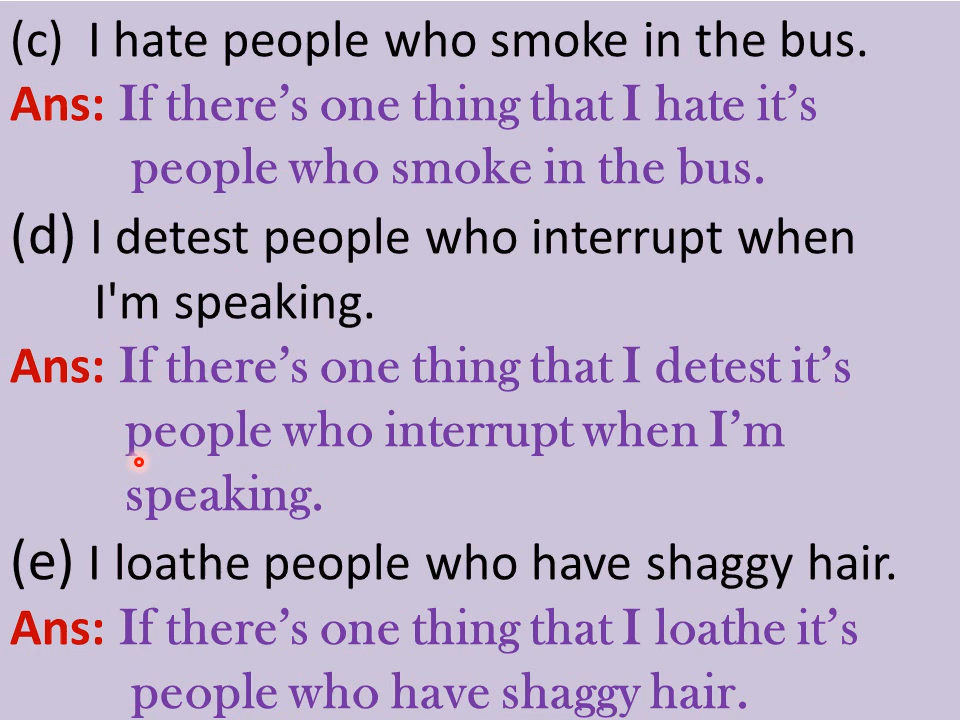 (c) I hate people who smoke in the bus.
Ans: If there’s one thing that I hate it’s
people who smoke in the bus.
(d) I detest people who interrupt when
I'm speaking.
Ans: If there’s one thing that I detest it’s
people who interrupt when I’m
speaking.
(e) I loathe people who have shaggy hair.
Ans: If there’s one thing that I loathe it’s
people who have shaggy hair.